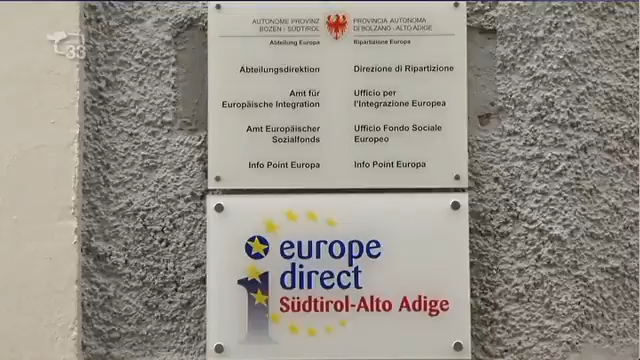 33
AUTONOME PROVINZ
BOZEN - SÜDTIROL
PROVINCIA AUTONOMA
DI BOLZANO - ALTO ADIGE
Abteilung Europa
Ripartizione Europa
Abteilungsdirektion
Direzione di Ripartizione
Amt für
Europäische Integration
Ufficio per
l'Integrazione Europea
Amt Europäischer
Sozialfonds
Ufficio Fondo Sociale
Europeo
Info Point Europa
Info Point Europa
europe
direct
Südtirol-Alto Adige